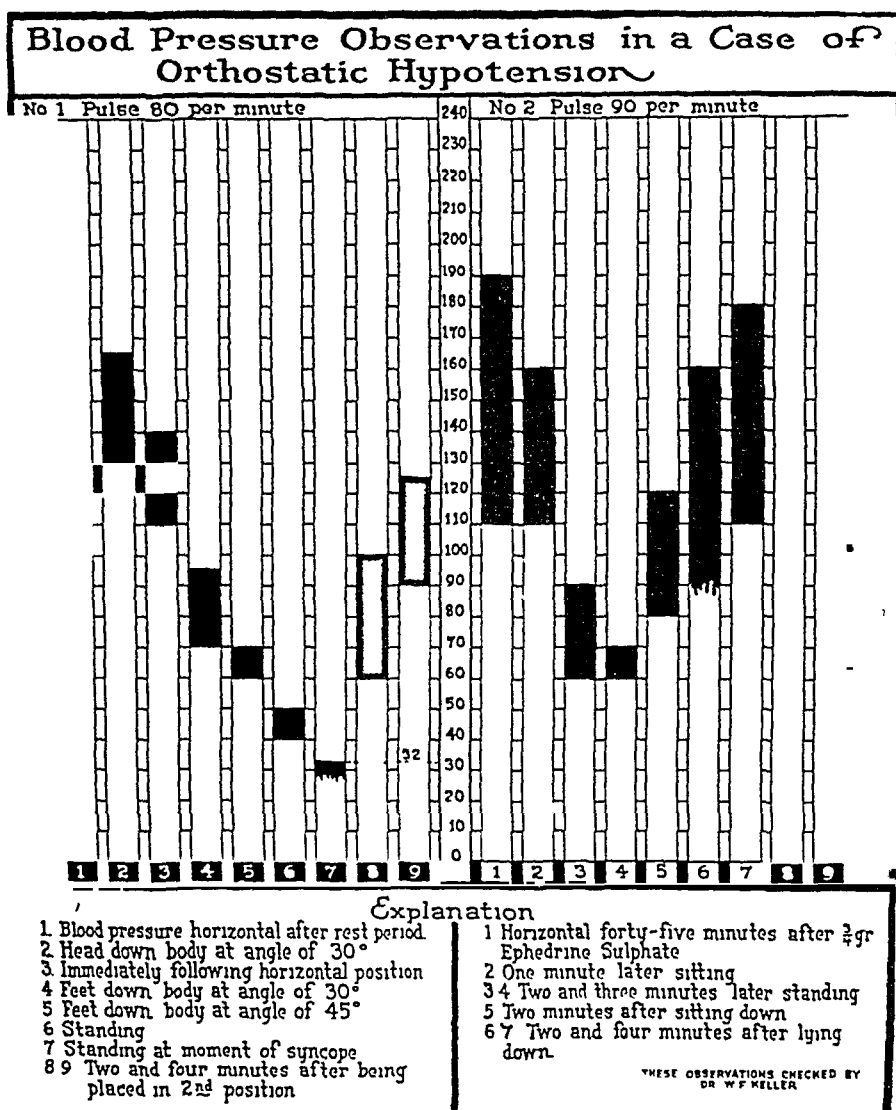 Blood Pressure Observations in a Case of
Orthostatic Hypotension
No 1 Pulse 80 per minute
No 2 Pulse 90 per minute
240
230
220
210
200
190
180
170
160
150
140
130
120
110
100
90
80
70
60
50
40
30
20
10
0
32
1 2 3 4 5 6 7 8 9
1 2 3 4 5 6 7 8 9
Explanation
1. Blood pressure horizontal after rest period.
2. Head down body at angle of 30°
3. Immediately following horizontal position
4 Feet down body at angle of 30°
5 Feet down body at angle of 45°
6 Standing
7 Standing at moment of syncope
8 9 Two and four minutes after being
placed in 2nd position
1 Horizontal forty-five minutes after ¾gr
Ephedrine Sulphate
2 One minute later sitting
3 4 Two and three minutes later standing
5 Two minutes after sitting down
6 7 Two and four minutes after lying
down.
THESE OBSERVATIONS CHECKED BY
DR W F KELLER